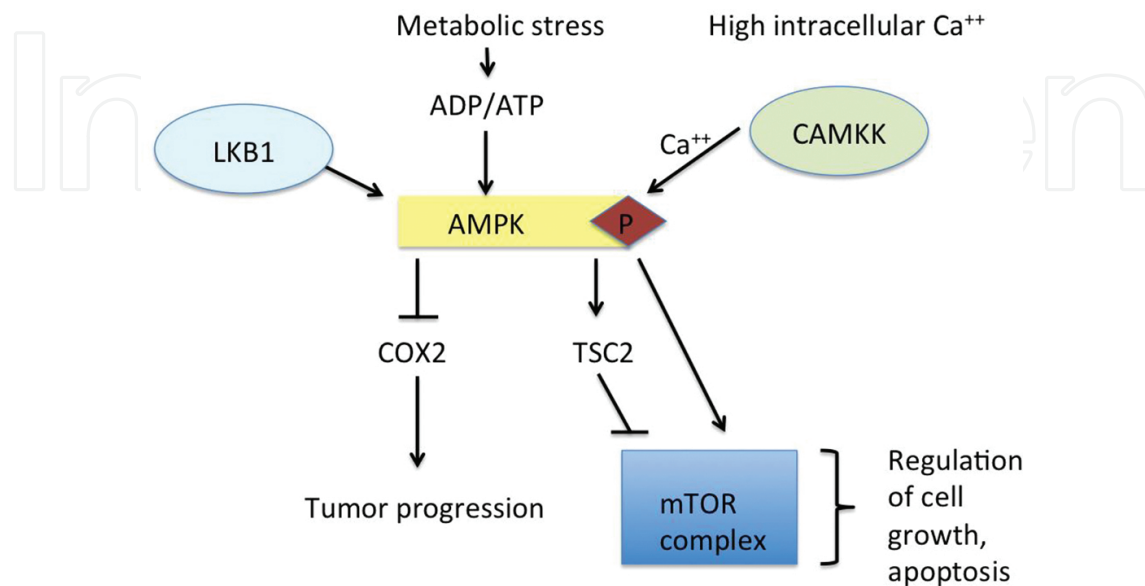 Metabolic stress
High intracellular Ca⁺⁺
ADP/ATP
LKB1
Ca⁺⁺
CAMKK
AMPK
P
COX2
TSC2
Tumor progression
mTOR
complex
Regulation
of cell
growth,
apoptosis